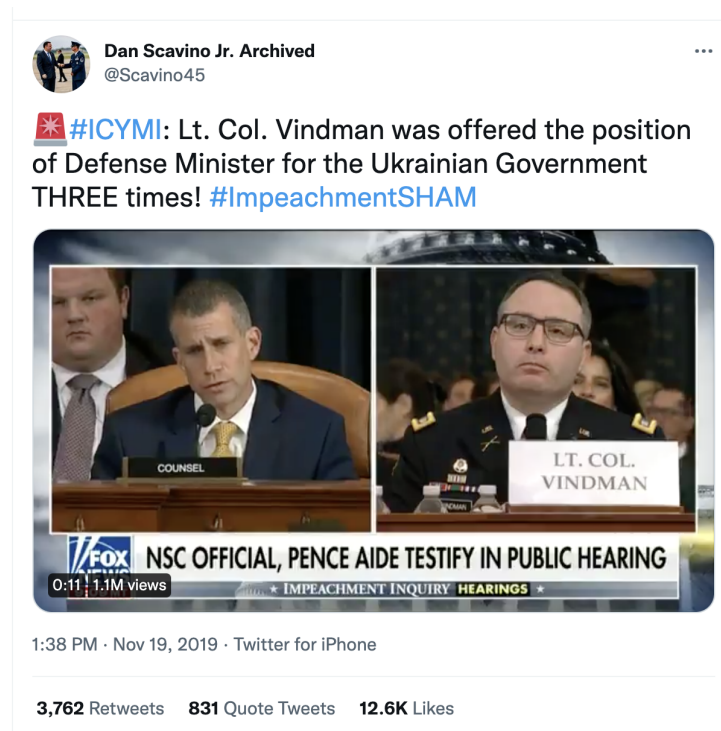 Dan Scavino Jr. Archived
@Scavino45
#ICYMI: Lt. Col. Vindman was offered the position
of Defense Minister for the Ukrainian Government
THREE times! #ImpeachmentSHAM
COUNSEL
LT. COL.
VINDMAN
FOX
NEWS
NSC OFFICIAL, PENCE AIDE TESTIFY IN PUBLIC HEARING
0:11 1.1M views
IMPEACHMENT INQUIRY HEARINGS
1:38 PM · Nov 19, 2019 · Twitter for iPhone
3,762 Retweets 831 Quote Tweets 12.6K Likes